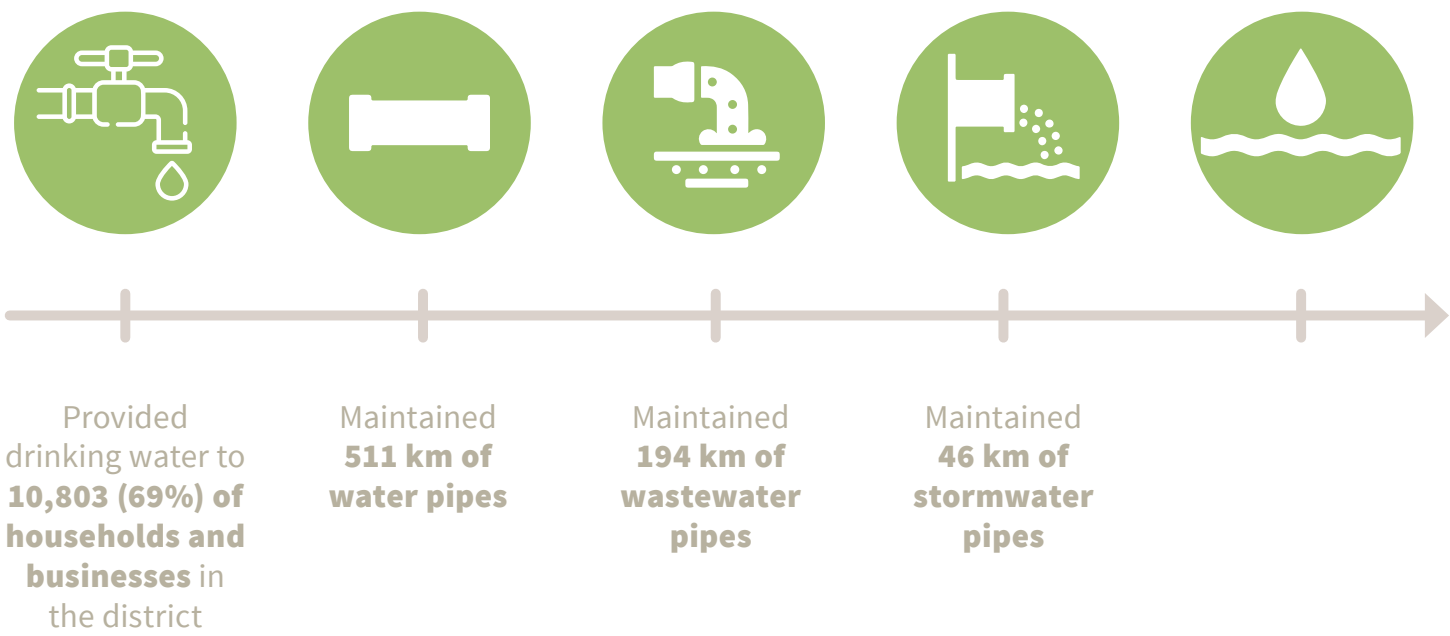 Provided
drinking water to
10,803 (69%) of
households and
businesses in
the district
Maintained
511 km of
water pipes
Maintained
194 km of
wastewater
pipes
Maintained
46 km of
stormwater
pipes